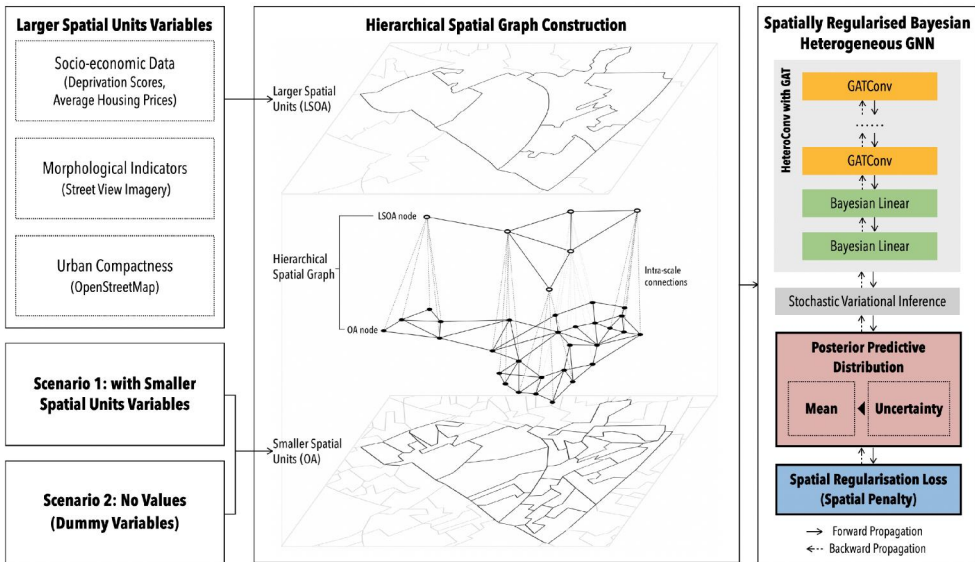 Larger Spatial Units Variables
Socio-economic Data
(Deprivation Scores,
Average Housing Prices)
Morphological Indicators
(Street View Imagery)
Urban Compactness
(OpenStreetMap)
Scenario 1: with Smaller
Spatial Units Variables
Scenario 2: No Values
(Dummy Variables)
Hierarchical Spatial Graph Construction
Larger Spatial
Units (LSOA)
LSOA node
Hierarchical
Spatial Graph
Intra-scale
connections
OA node
Smaller Spatial
Units (OA)
Spatially Regularised Bayesian
Heterogeneous GNN
HeteroConv with GAT
GATConv
......
GATConv
Bayesian Linear
Bayesian Linear
Stochastic Variational Inference
Posterior Predictive
Distribution
Mean
Uncertainty
Spatial Regularisation Loss
(Spatial Penalty)
Forward Propagation
Backward Propagation